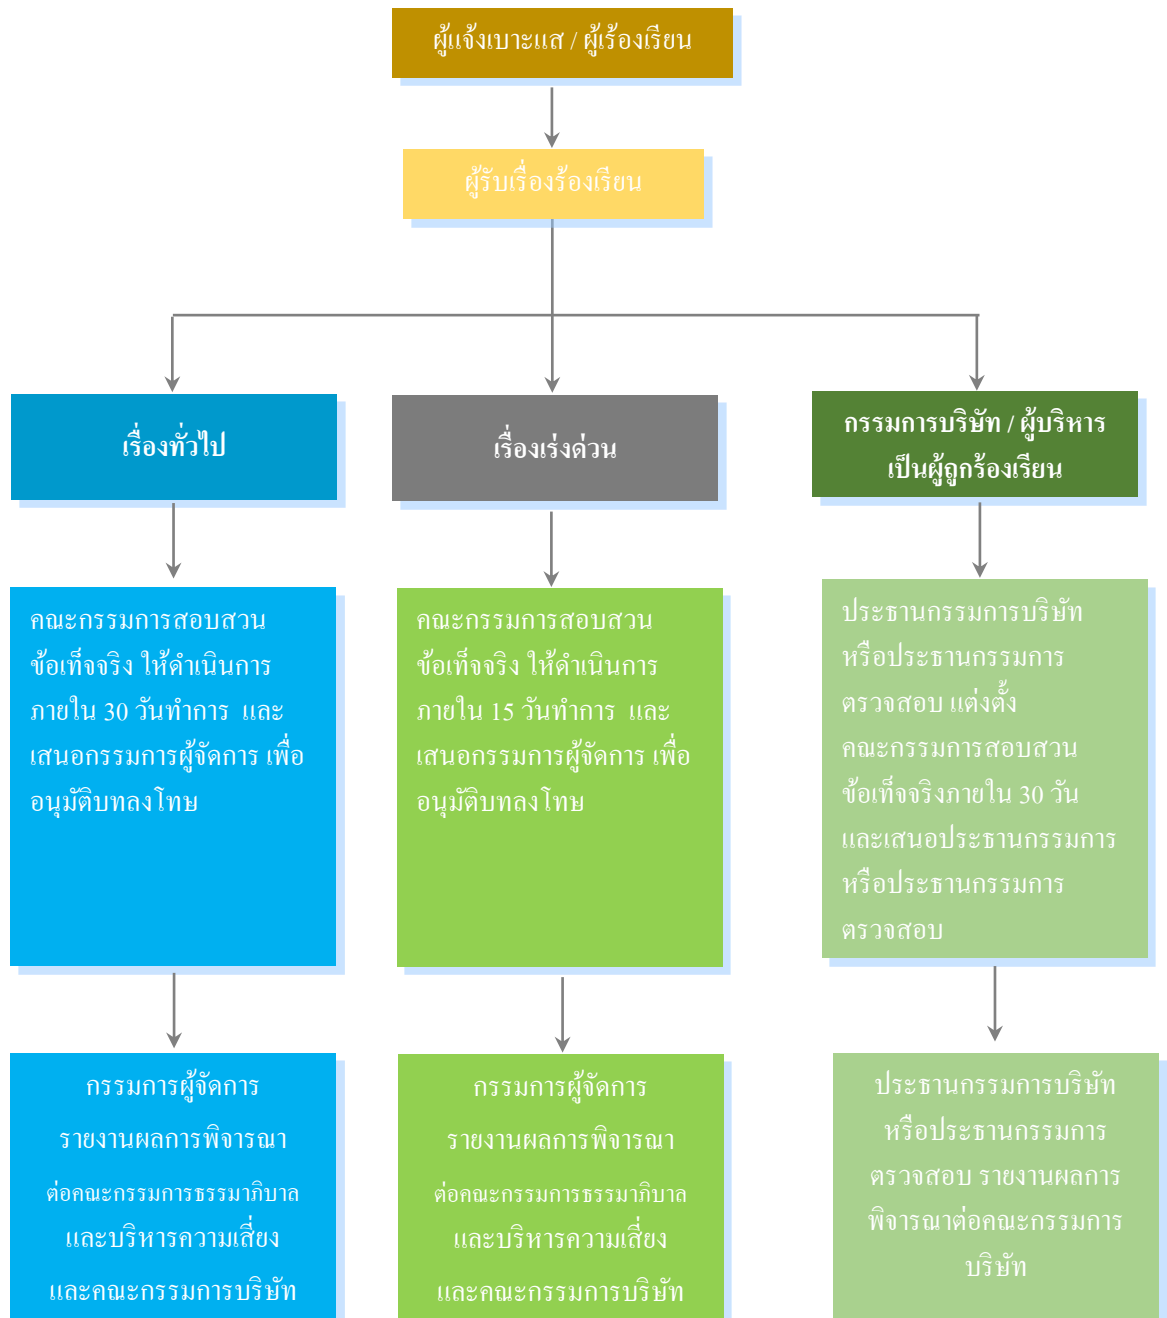 ผู้แจ้งเบาะแส / ผู้ร้องเรียน
ผู้รับเรื่องร้องเรียน
เรื่องทั่วไป
เรื่องเร่งด่วน
กรรมการบริษัท / ผู้บริหาร
เป็นผู้ถูกร้องเรียน
คณะกรรมการสอบสวน
ข้อเท็จจริง ให้ดำเนินการ
ภายใน 30 วันทำการ และ
เสนอกรรมการผู้จัดการ เพื่อ
อนุมัติบทลงโทษ
คณะกรรมการสอบสวน
ข้อเท็จจริง ให้ดำเนินการ
ภายใน 15 วันทำการ และ
เสนอกรรมการผู้จัดการ เพื่อ
อนุมัติบทลงโทษ
ประธานกรรมการบริษัท
หรือประธานกรรมการ
ตรวจสอบ แต่งตั้ง
คณะกรรมการสอบสวน
ข้อเท็จจริงภายใน 30 วัน
และเสนอประธานกรรมการ
หรือประธานกรรมการ
ตรวจสอบ
กรรมการผู้จัดการ
รายงานผลการพิจารณา
ต่อคณะกรรมการธรรมาภิบาล
และบริหารความเสี่ยง
และคณะกรรมการบริษัท
กรรมการผู้จัดการ
รายงานผลการพิจารณา
ต่อคณะกรรมการธรรมาภิบาล
และบริหารความเสี่ยง
และคณะกรรมการบริษัท
ประธานกรรมการบริษัท
หรือประธานกรรมการ
ตรวจสอบ รายงานผลการ
พิจารณาต่อคณะกรรมการ
บริษัท